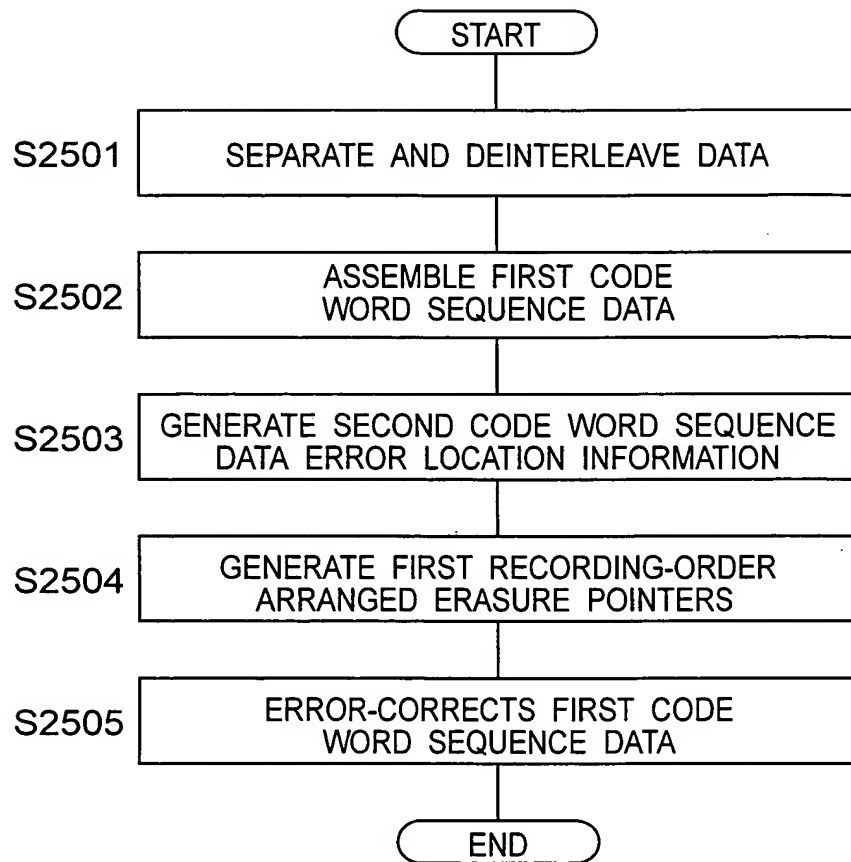 START
S2501
SEPARATE AND DEINTERLEAVE DATA
S2502
ASSEMBLE FIRST CODE
WORD SEQUENCE DATA
S2503
GENERATE SECOND CODE WORD SEQUENCE
DATA ERROR LOCATION INFORMATION
S2504
GENERATE FIRST RECORDING-ORDER
ARRANGED ERASURE POINTERS
S2505
ERROR-CORRECTS FIRST CODE
WORD SEQUENCE DATA
END